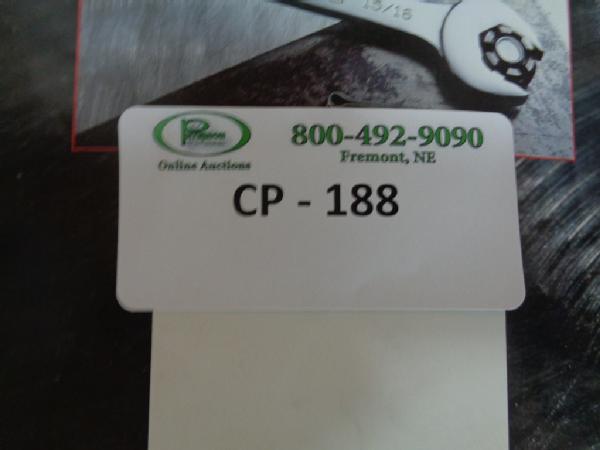 15/16
800-492-9090
Fremont, NE
Online Auctions
CP - 188